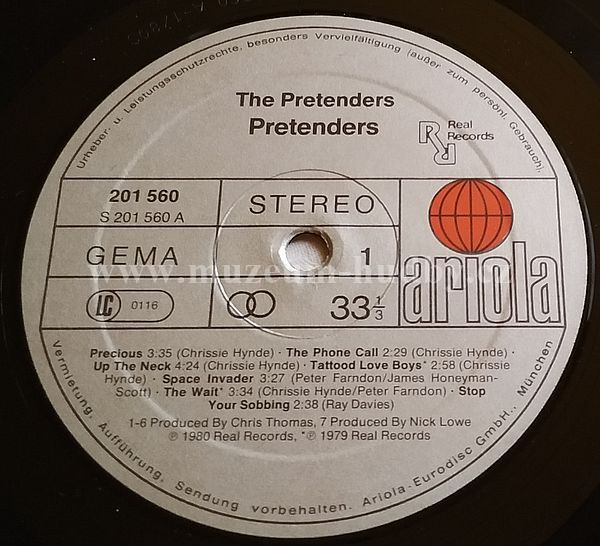 Urheber- u. Leistungsschutzrechte, besonders Vervielfältigung (außer zum persönl. Gebrauch),
The Pretenders
Pretenders
Real
Records
201 560
S 201 560 A
STEREO
GEMA
1
LC 0116
33 1/3
ariola
www.muzeum-hudby.cz
Precious 3:35 (Chrissie Hynde) · The Phone Call 2:29 (Chrissie Hynde) ·
Up The Neck 4:24 (Chrissie Hynde) · Tattood Love Boys* 2:58 (Chrissie
Hynde) · Space Invader 3:27 (Peter Farndon/James Honeyman-
Scott) · The Wait* 3:34 (Chrissie Hynde/Peter Farndon) · Stop
Your Sobbing 2:38 (Ray Davies)
1-6 Produced By Chris Thomas, 7 Produced By Nick Lowe
℗ 1980 Real Records, *℗ 1979 Real Records
Vermietung, Aufführung, Sendung vorbehalten. Ariola-Eurodisc GmbH., München